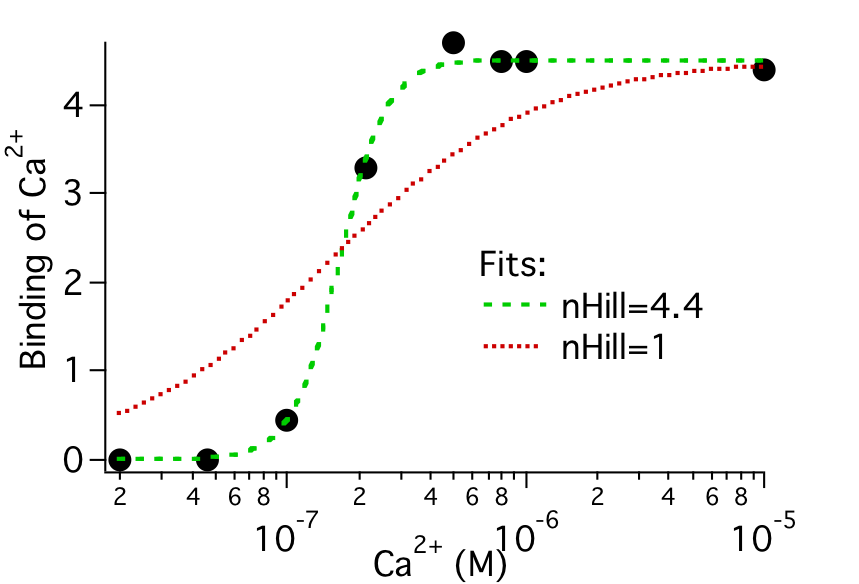 Binding of Ca²⁺
4
3
2
1
0
Fits:
nHill=4.4
nHill=1
2 4 6 8 2 4 6 8 2 4 6 8
10⁻⁷ 10⁻⁶ 10⁻⁵
Ca²⁺ (M)